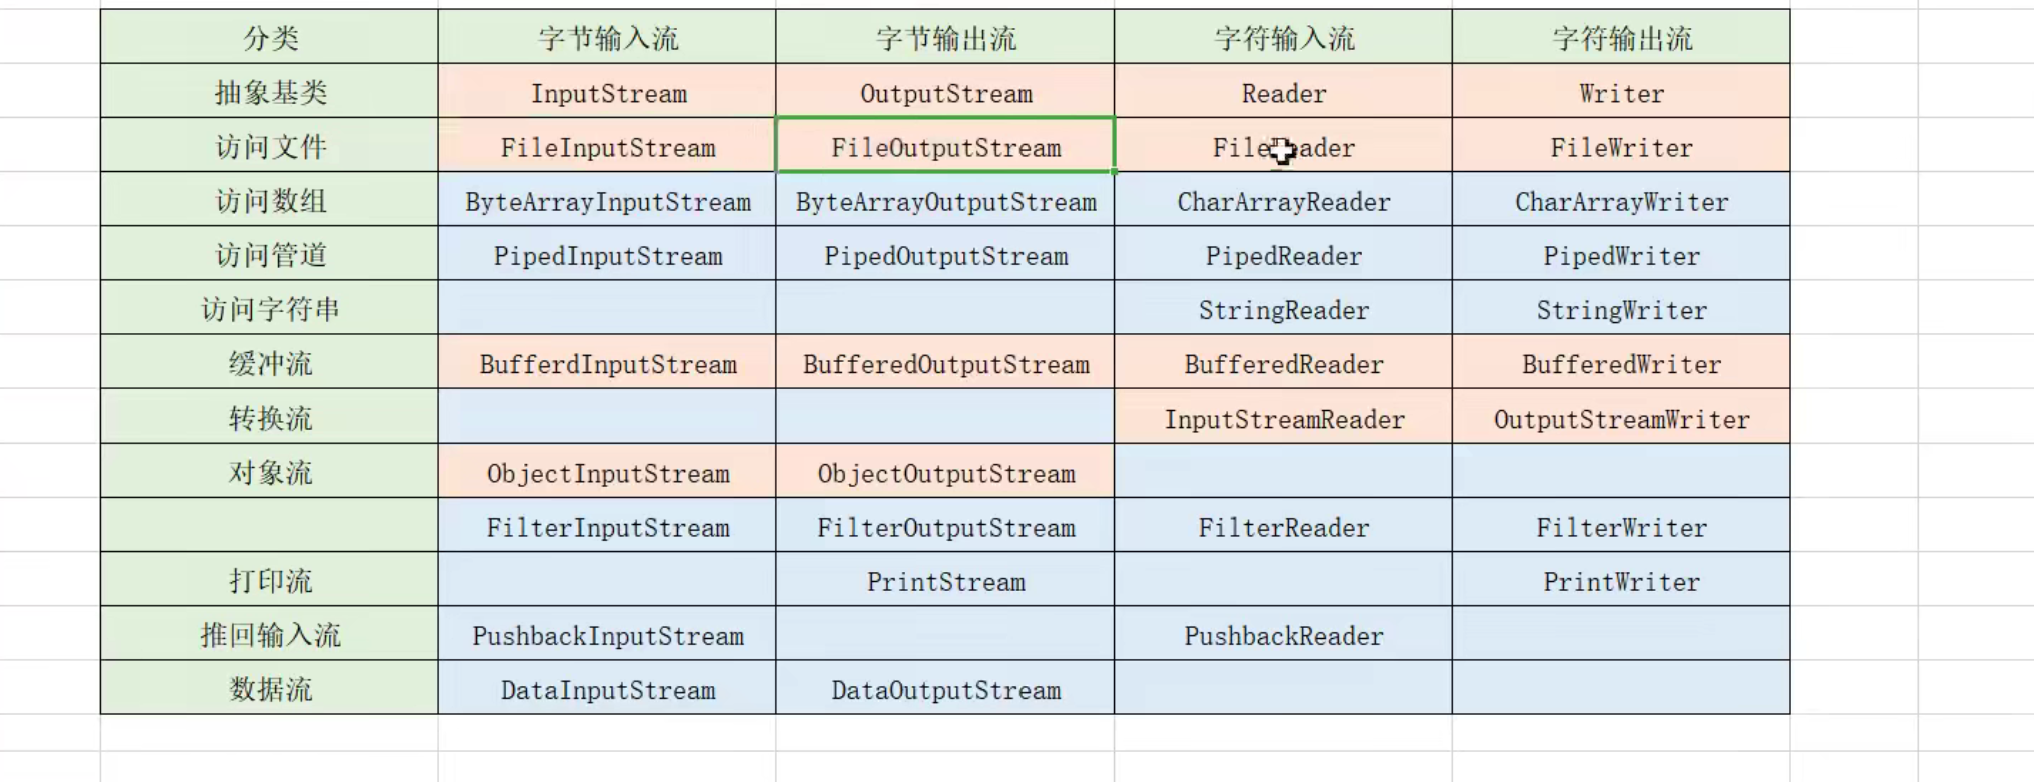 分类 字节输入流 字节输出流 字符输入流 字符输出流
抽象基类 InputStream OutputStream Reader Writer
访问文件 FileInputStream FileOutputStream FileReader FileWriter
访问数组 ByteArrayInputStream ByteArrayOutputStream CharArrayReader CharArrayWriter
访问管道 PipedInputStream PipedOutputStream PipedReader PipedWriter
访问字符串 StringReader StringWriter
缓冲流 BufferdInputStream BufferedOutputStream BufferedReader BufferedWriter
转换流 InputStreamReader OutputStreamWriter
对象流 ObjectInputStream ObjectOutputStream
FilterInputStream FilterOutputStream FilterReader FilterWriter
打印流 PrintStream PrintWriter
推回输入流 PushbackInputStream PushbackReader
数据流 DataInputStream DataOutputStream